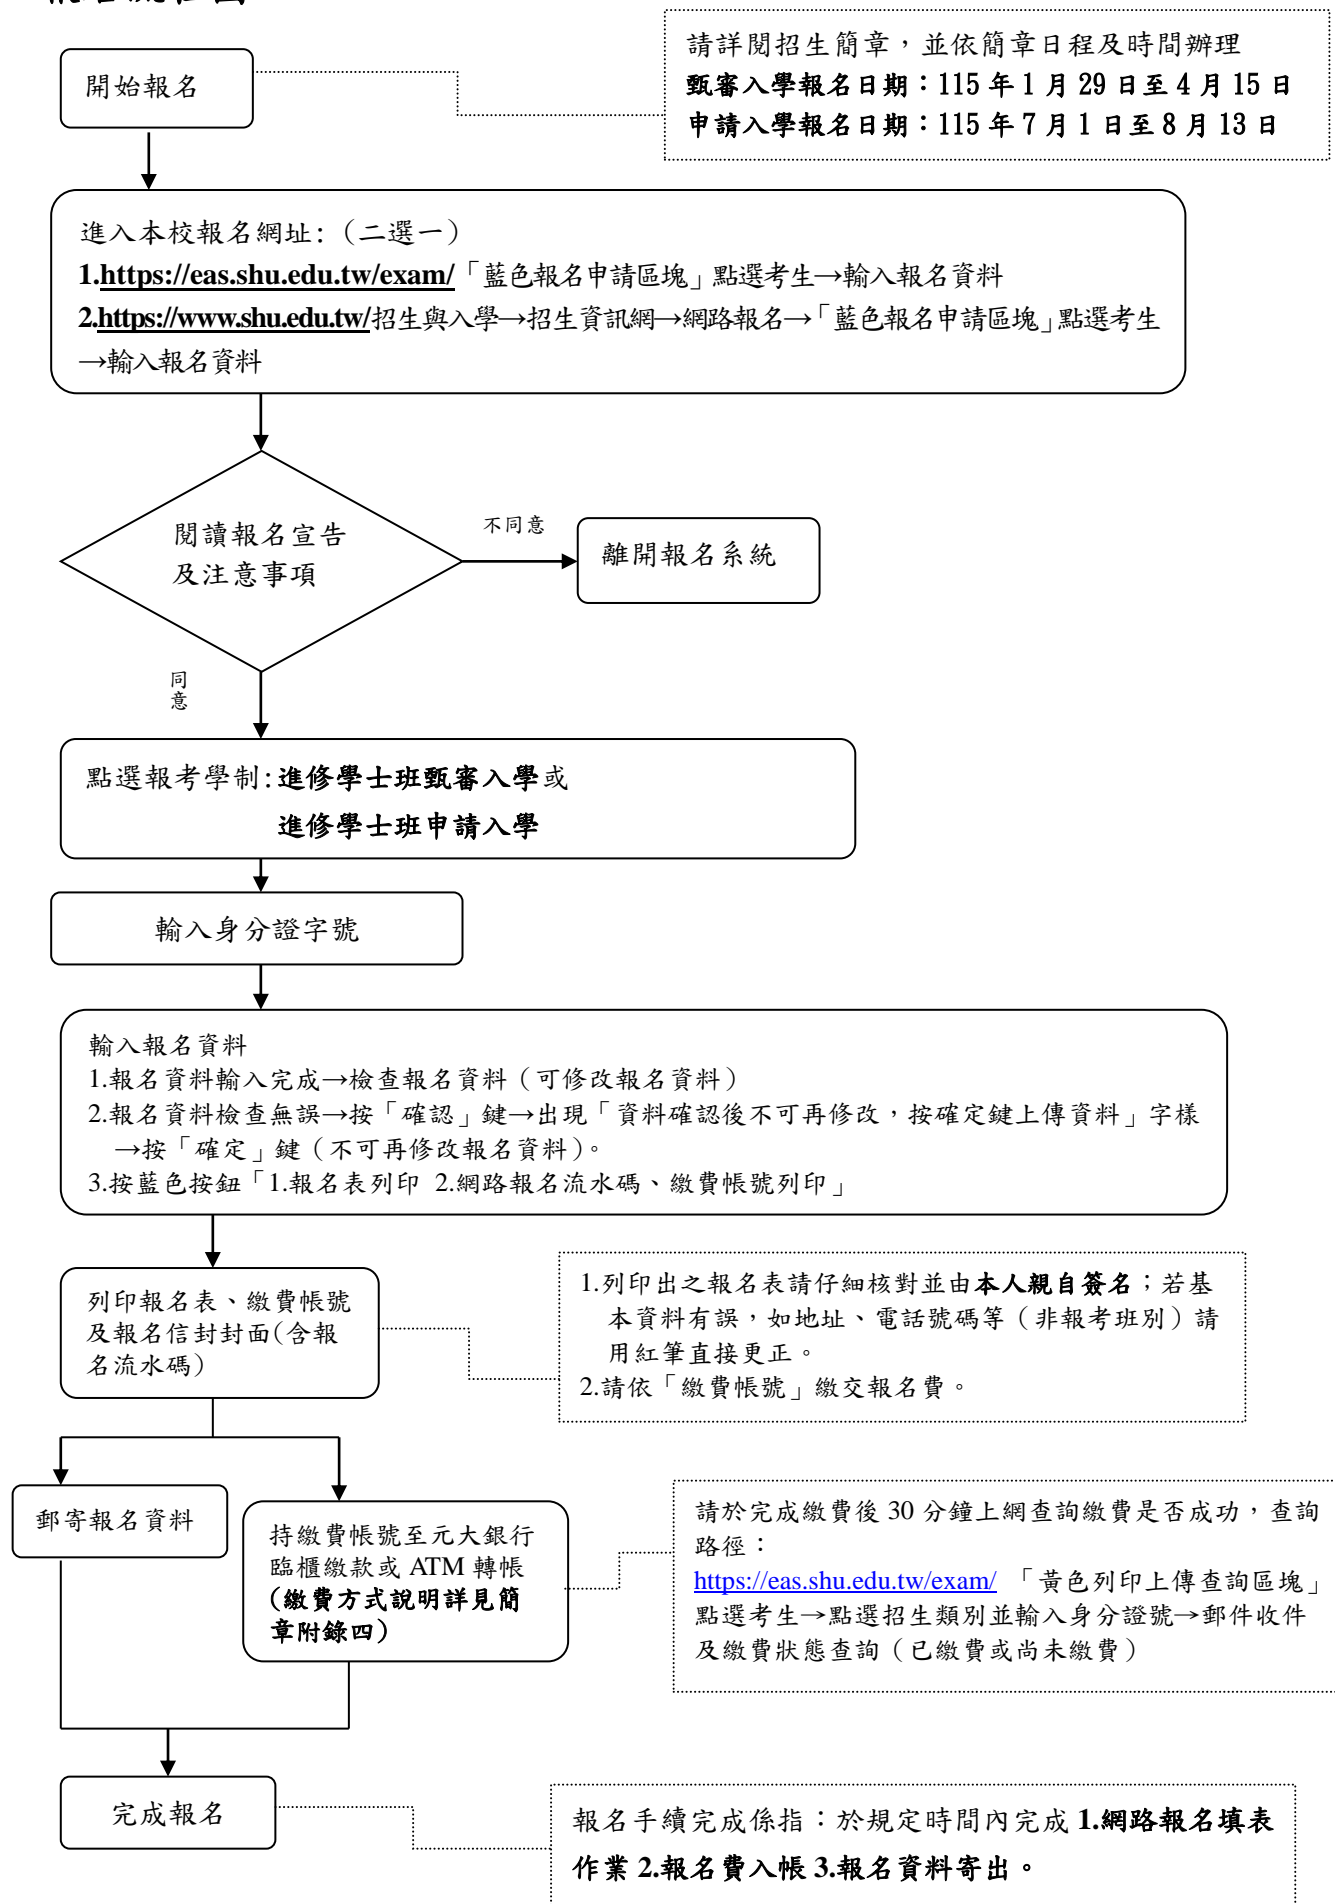 開始報名
請詳閱招生簡章，並依簡章日程及時間辦理
甄審入學報名日期：115 年 1 月 29 日至 4 月 15 日
申請入學報名日期：115 年 7 月 1 日至 8 月 13 日
進入本校報名網址:（二選一）
1.https://eas.shu.edu.tw/exam/「藍色報名申請區塊」點選考生→輸入報名資料
2.https://www.shu.edu.tw/招生與入學→招生資訊網→網路報名→「藍色報名申請區塊」點選考生
→輸入報名資料
閱讀報名宣告
及注意事項
不同意
離開報名系統
同
意
點選報考學制:進修學士班甄審入學或
進修學士班申請入學
輸入身分證字號
輸入報名資料
1.報名資料輸入完成→檢查報名資料（可修改報名資料）
2.報名資料檢查無誤→按「確認」鍵→出現「資料確認後不可再修改，按確定鍵上傳資料」字樣
→按「確定」鍵（不可再修改報名資料）。
3.按藍色按鈕「1.報名表列印 2.網路報名流水碼、繳費帳號列印」
列印報名表、繳費帳號
及報名信封封面(含報
名流水碼)
1.列印出之報名表請仔細核對並由本人親自簽名；若基
本資料有誤，如地址、電話號碼等（非報考班別）請
用紅筆直接更正。
2.請依「繳費帳號」繳交報名費。
郵寄報名資料
持繳費帳號至元大銀行
臨櫃繳款或 ATM 轉帳
(繳費方式說明詳見簡
章附錄四)
請於完成繳費後 30 分鐘上網查詢繳費是否成功，查詢
路徑：
https://eas.shu.edu.tw/exam/ 「黃色列印上傳查詢區塊」
點選考生→點選招生類別並輸入身分證號→郵件收件
及繳費狀態查詢（已繳費或尚未繳費）
完成報名
報名手續完成係指：於規定時間內完成 1.網路報名填表
作業 2.報名費入帳 3.報名資料寄出。